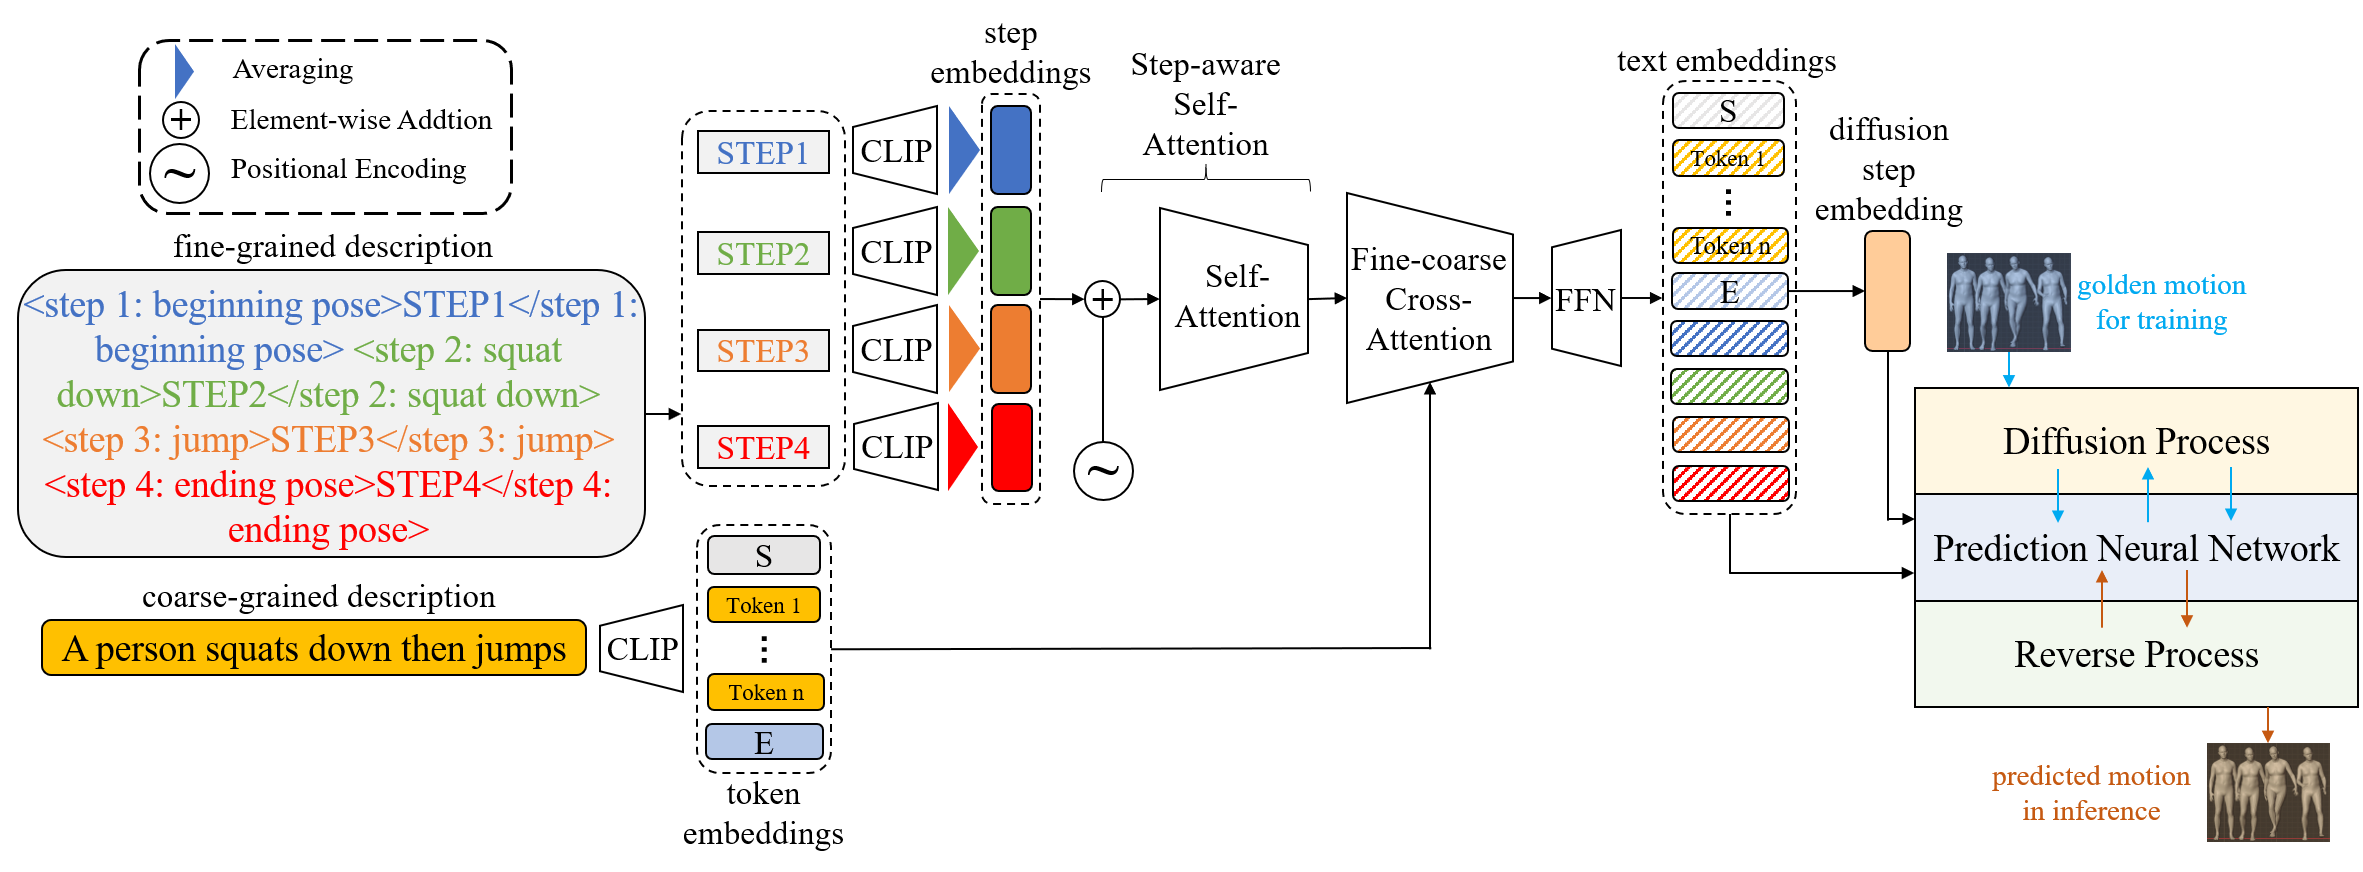 Averaging
Element-wise Addtion
~
Positional Encoding
fine-grained description
<step 1: beginning pose>STEP1</step 1:
beginning pose> <step 2: squat
down>STEP2</step 2: squat down>
<step 3: jump>STEP3</step 3: jump>
<step 4: ending pose>STEP4</step 4:
ending pose>
coarse-grained description
A person squats down then jumps
CLIP
STEP1
STEP2
STEP3
STEP4
CLIP
CLIP
CLIP
CLIP
step
embeddings
S
Token 1
⋮
Token n
E
token
embeddings
+
~
Step-aware
Self-
Attention
Self-
Attention
Fine-coarse
Cross-
Attention
FFN
text embeddings
S
Token 1
⋮
Token n
E
diffusion
step
embedding
golden motion
for training
Diffusion Process
Prediction Neural Network
Reverse Process
predicted motion
in inference